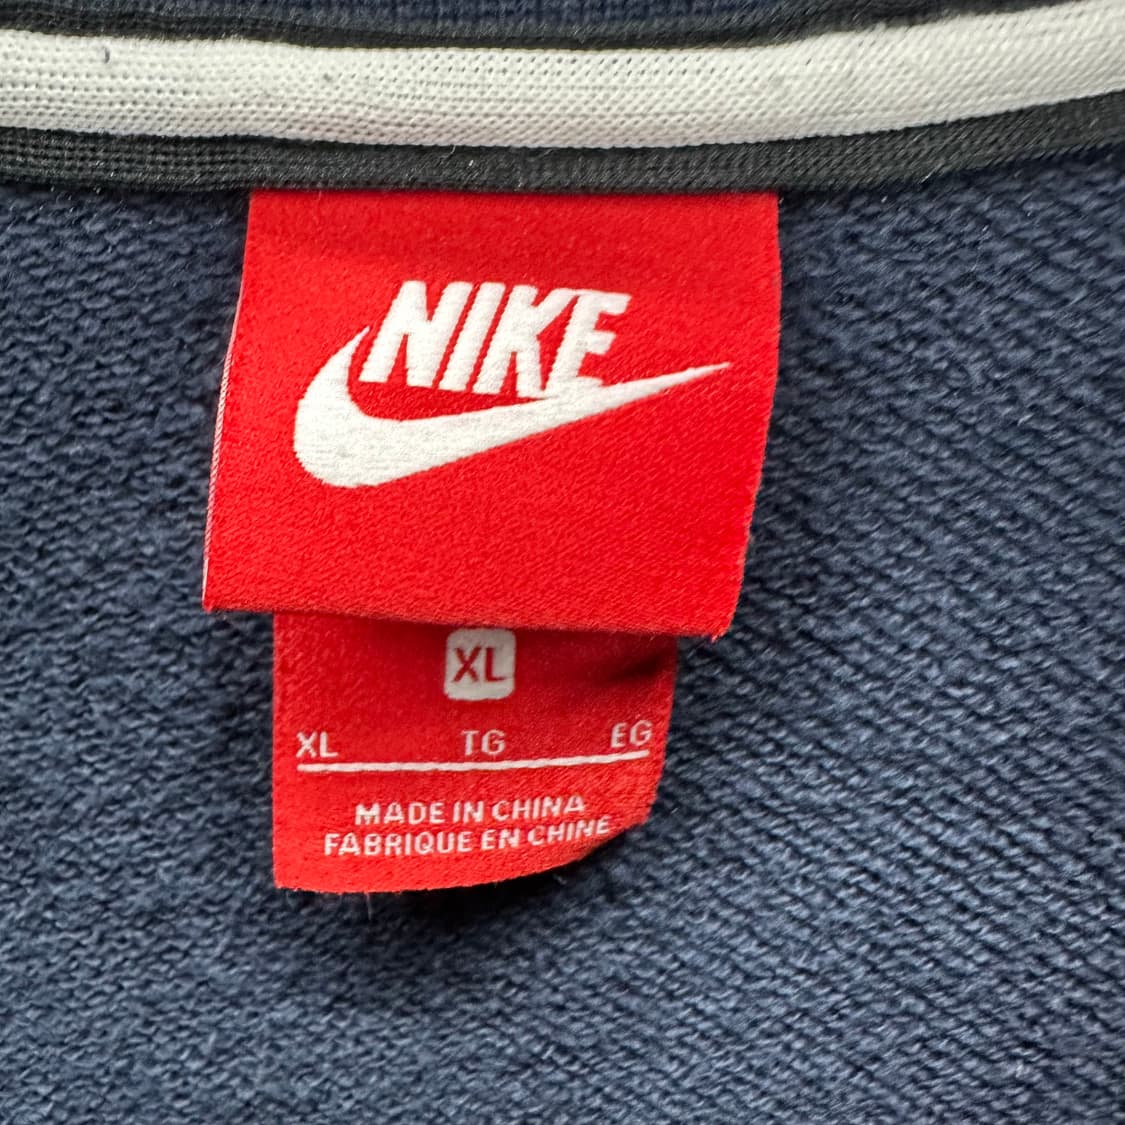 NIKE
XL
XL TG EG
MADE IN CHINA
FABRIQUE EN CHINE